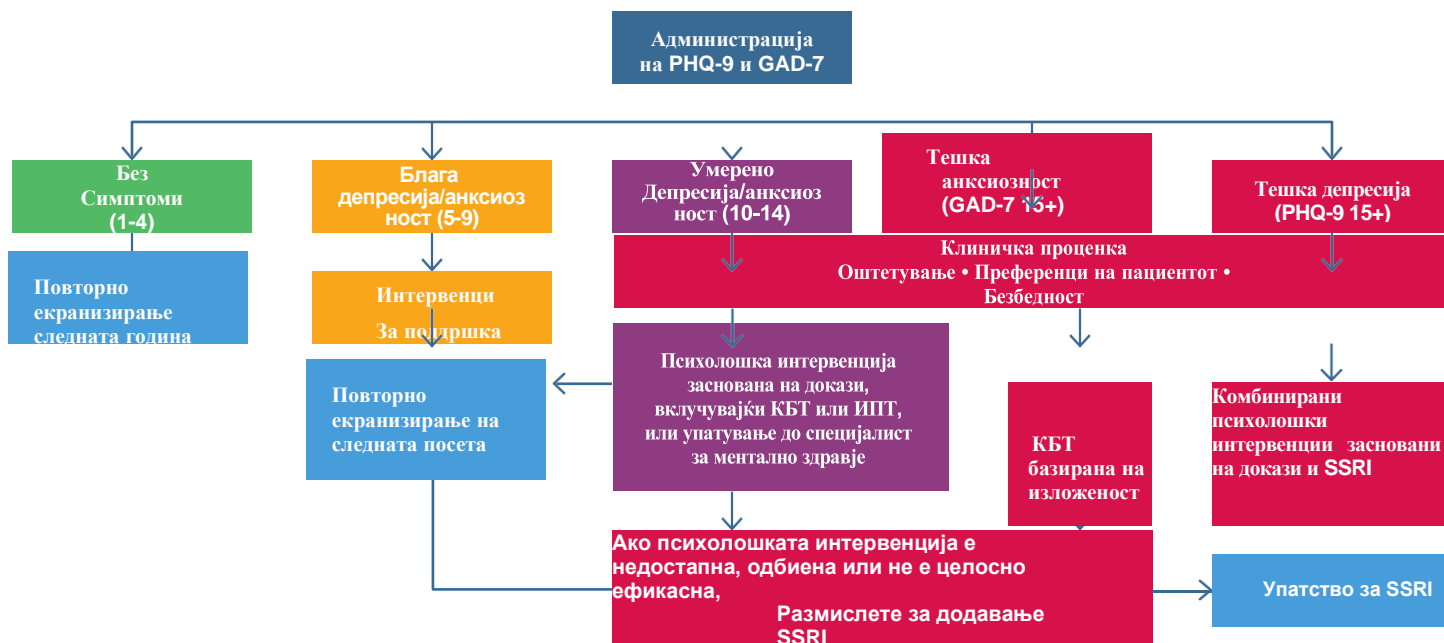 Администрација
на PHQ-9 и GAD-7
Без
Симптоми
(1-4)
Блага
депресија/анксиоз
ност (5-9)
Умерено
Депресија/анксиоз
ност (10-14)
Тешка
анксиозност
(GAD-7 15+)
Тешка депресија
(PHQ-9 15+)
Повторно
екранизирање
следната година
Интервенци
За поддршка
Клиничка проценка
Оштетување • Преференци на пациентот •
Безбедност
Повторно
екранизирање на
следната посета
Психолошка интервенција
заснована на докази,
вклучувајќи КБТ или ИПТ,
или упатување до специјалист
за ментално здравје
КБТ
базирана на
изложеност
Комбинирани
психолошки
интервенции засновани
на докази и SSRI
Ако психолошката интервенција е
недостапна, одбиена или не е целосно
ефикасна,
Размислете за додавање
SSRI
Упатство за SSRI